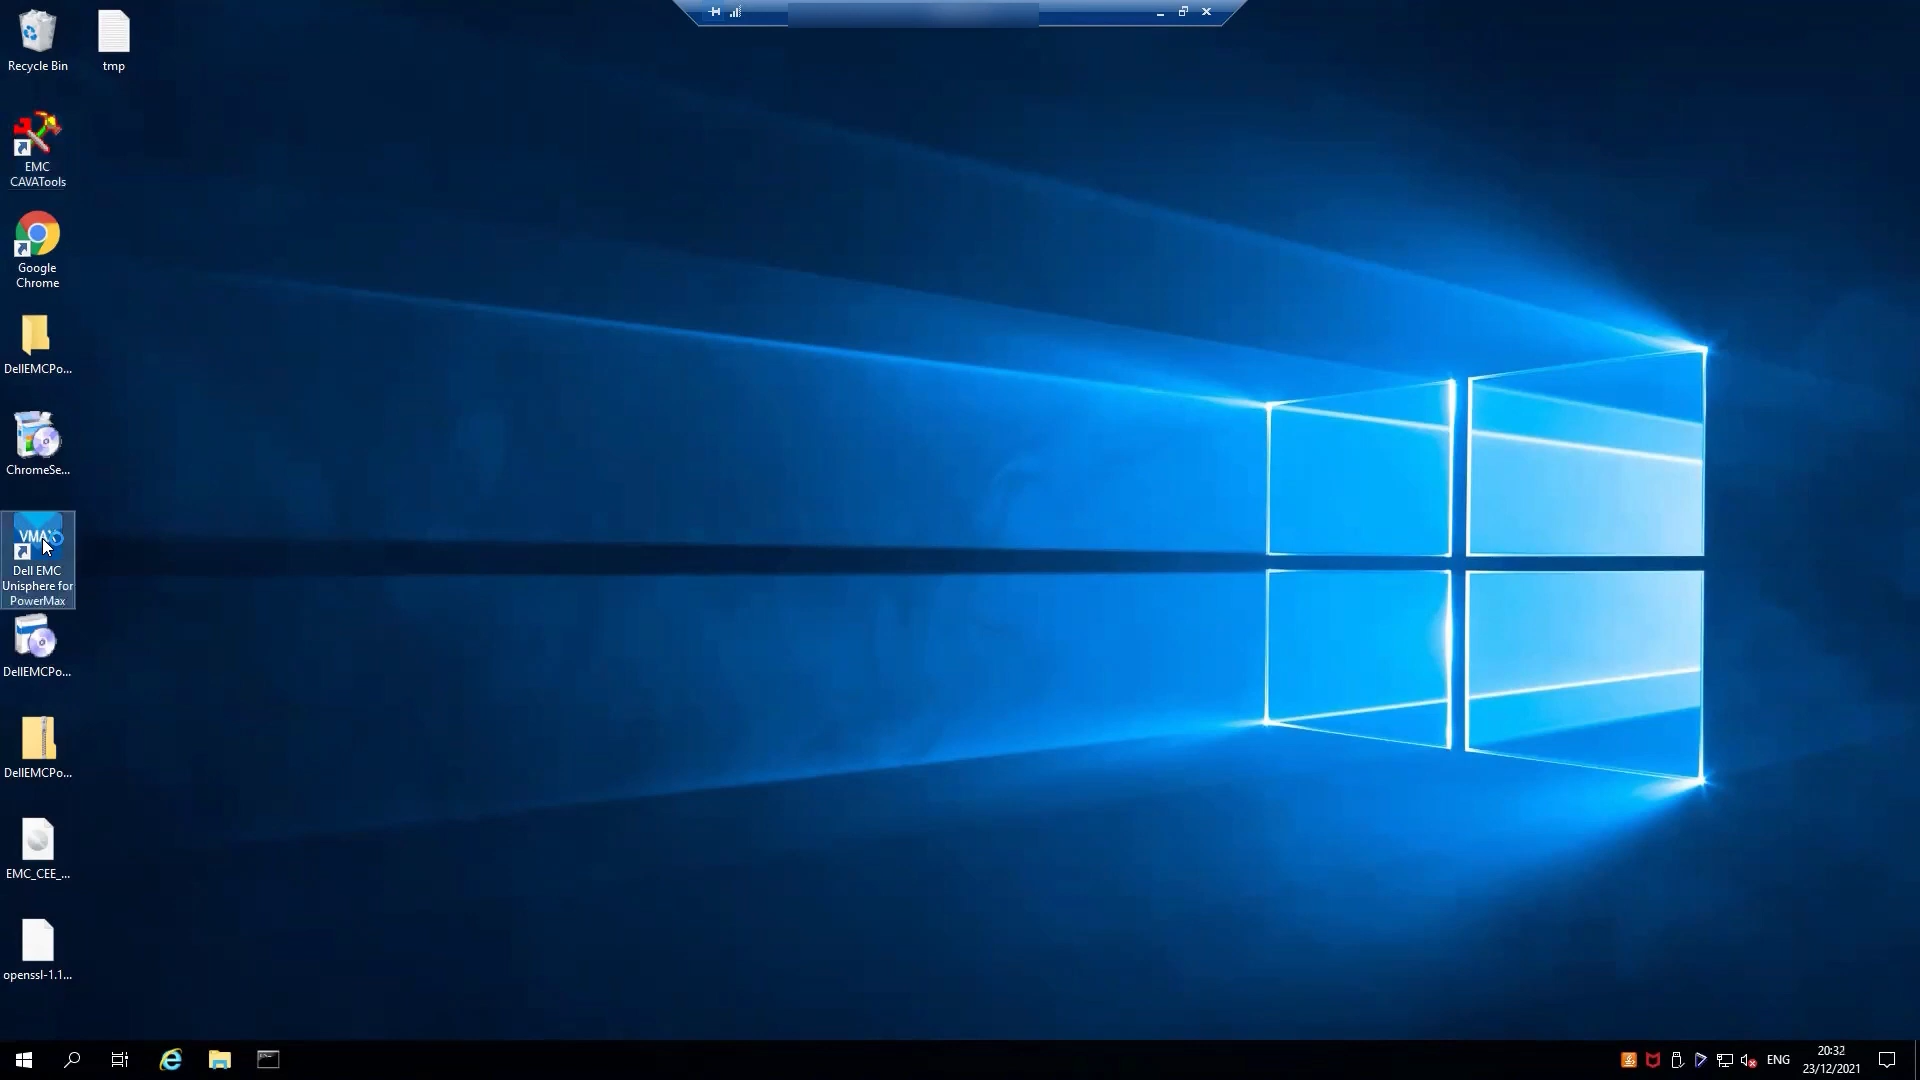 Recycle Bin
tmp
EMC
CAVATools
Google
Chrome
DellEMCPo...
ChromeSe...
VMAX
Dell EMC
Unisphere for
PowerMax
DellEMCPo...
DellEMCPo...
EMC_CEE_...
openssl-1.1...
ENG
20:32
23/12/2021